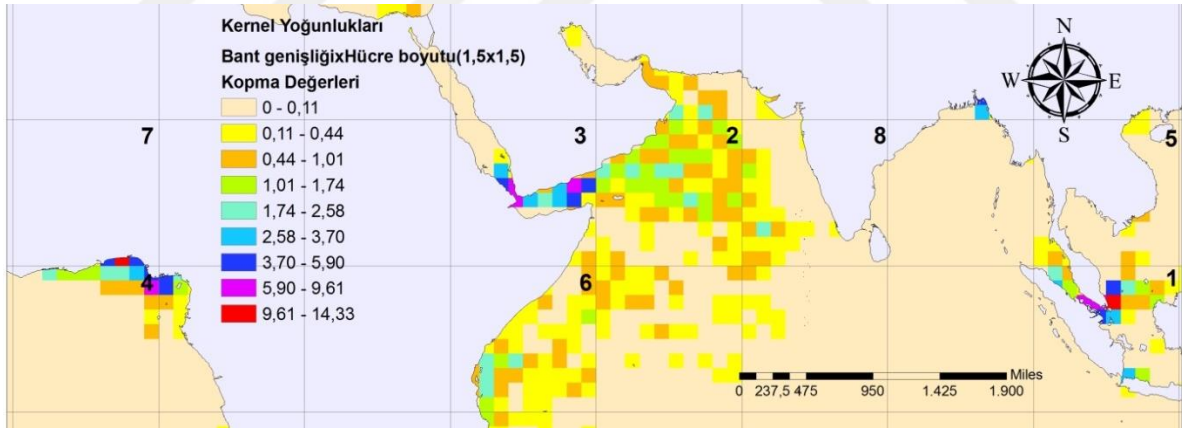 Kernel Yoğunlukları
Bant genişliğixHücre boyutu(1,5x1,5)
Kopma Değerleri
0 - 0,11
0,11 - 0,44
0,44 - 1,01
1,01 - 1,74
1,74 - 2,58
2,58 - 3,70
3,70 - 5,90
5,90 - 9,61
9,61 - 14,33
N
W E
S
7 3 2 8 5
4 6 1
Miles
0 237,5 475 950 1.425 1.900